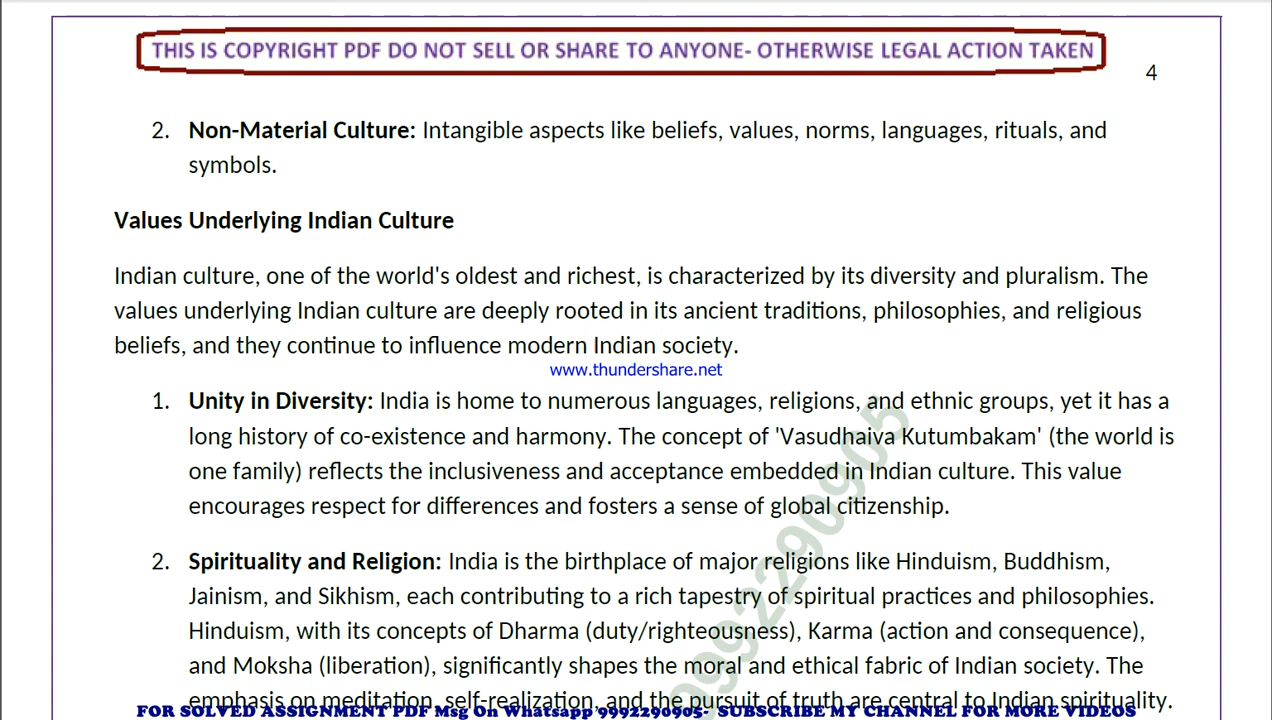 THIS IS COPYRIGHT PDF DO NOT SELL OR SHARE TO ANYONE- OTHERWISE LEGAL ACTION TAKEN
4
2. Non-Material Culture: Intangible aspects like beliefs, values, norms, languages, rituals, and
symbols.
Values Underlying Indian Culture
Indian culture, one of the world's oldest and richest, is characterized by its diversity and pluralism. The
values underlying Indian culture are deeply rooted in its ancient traditions, philosophies, and religious
beliefs, and they continue to influence modern Indian society.
www.thundershare.net
1. Unity in Diversity: India is home to numerous languages, religions, and ethnic groups, yet it has a
long history of co-existence and harmony. The concept of 'Vasudhaiva Kutumbakam' (the world is
one family) reflects the inclusiveness and acceptance embedded in Indian culture. This value
encourages respect for differences and fosters a sense of global citizenship.
2. Spirituality and Religion: India is the birthplace of major religions like Hinduism, Buddhism,
Jainism, and Sikhism, each contributing to a rich tapestry of spiritual practices and philosophies.
Hinduism, with its concepts of Dharma (duty/righteousness), Karma (action and consequence),
and Moksha (liberation), significantly shapes the moral and ethical fabric of Indian society. The
emphasis on meditation, self-realization, and the pursuit of truth are central to Indian spirituality.
9992290905
FOR SOLVED ASSIGNMENT PDF Msg On Whatsapp 9992290905- SUBSCRIBE MY CHANNEL FOR MORE VIDEOS